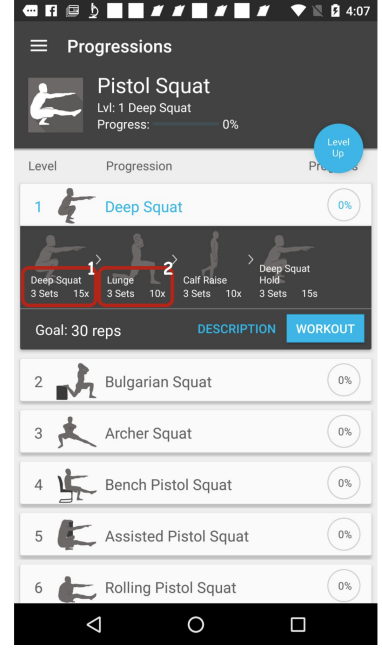 4:07
Progressions
Pistol Squat
Lvl: 1 Deep Squat
Progress: 0%
Level
Up
Level Progression
1 Deep Squat 0%
1 2
Deep Squat Lunge Calf Raise Deep Squat
Hold
3 Sets 15x 3 Sets 10x 3 Sets 10x 3 Sets 15s
Goal: 30 reps DESCRIPTION WORKOUT
2 Bulgarian Squat 0%
3 Archer Squat 0%
4 Bench Pistol Squat 0%
5 Assisted Pistol Squat 0%
6 Rolling Pistol Squat 0%